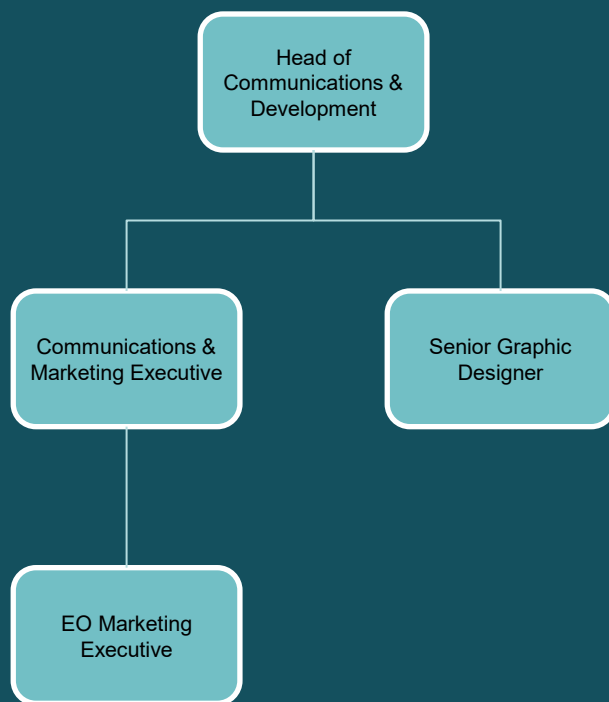 Head of
Communications &
Development
Communications &
Marketing Executive
Senior Graphic
Designer
EO Marketing
Executive